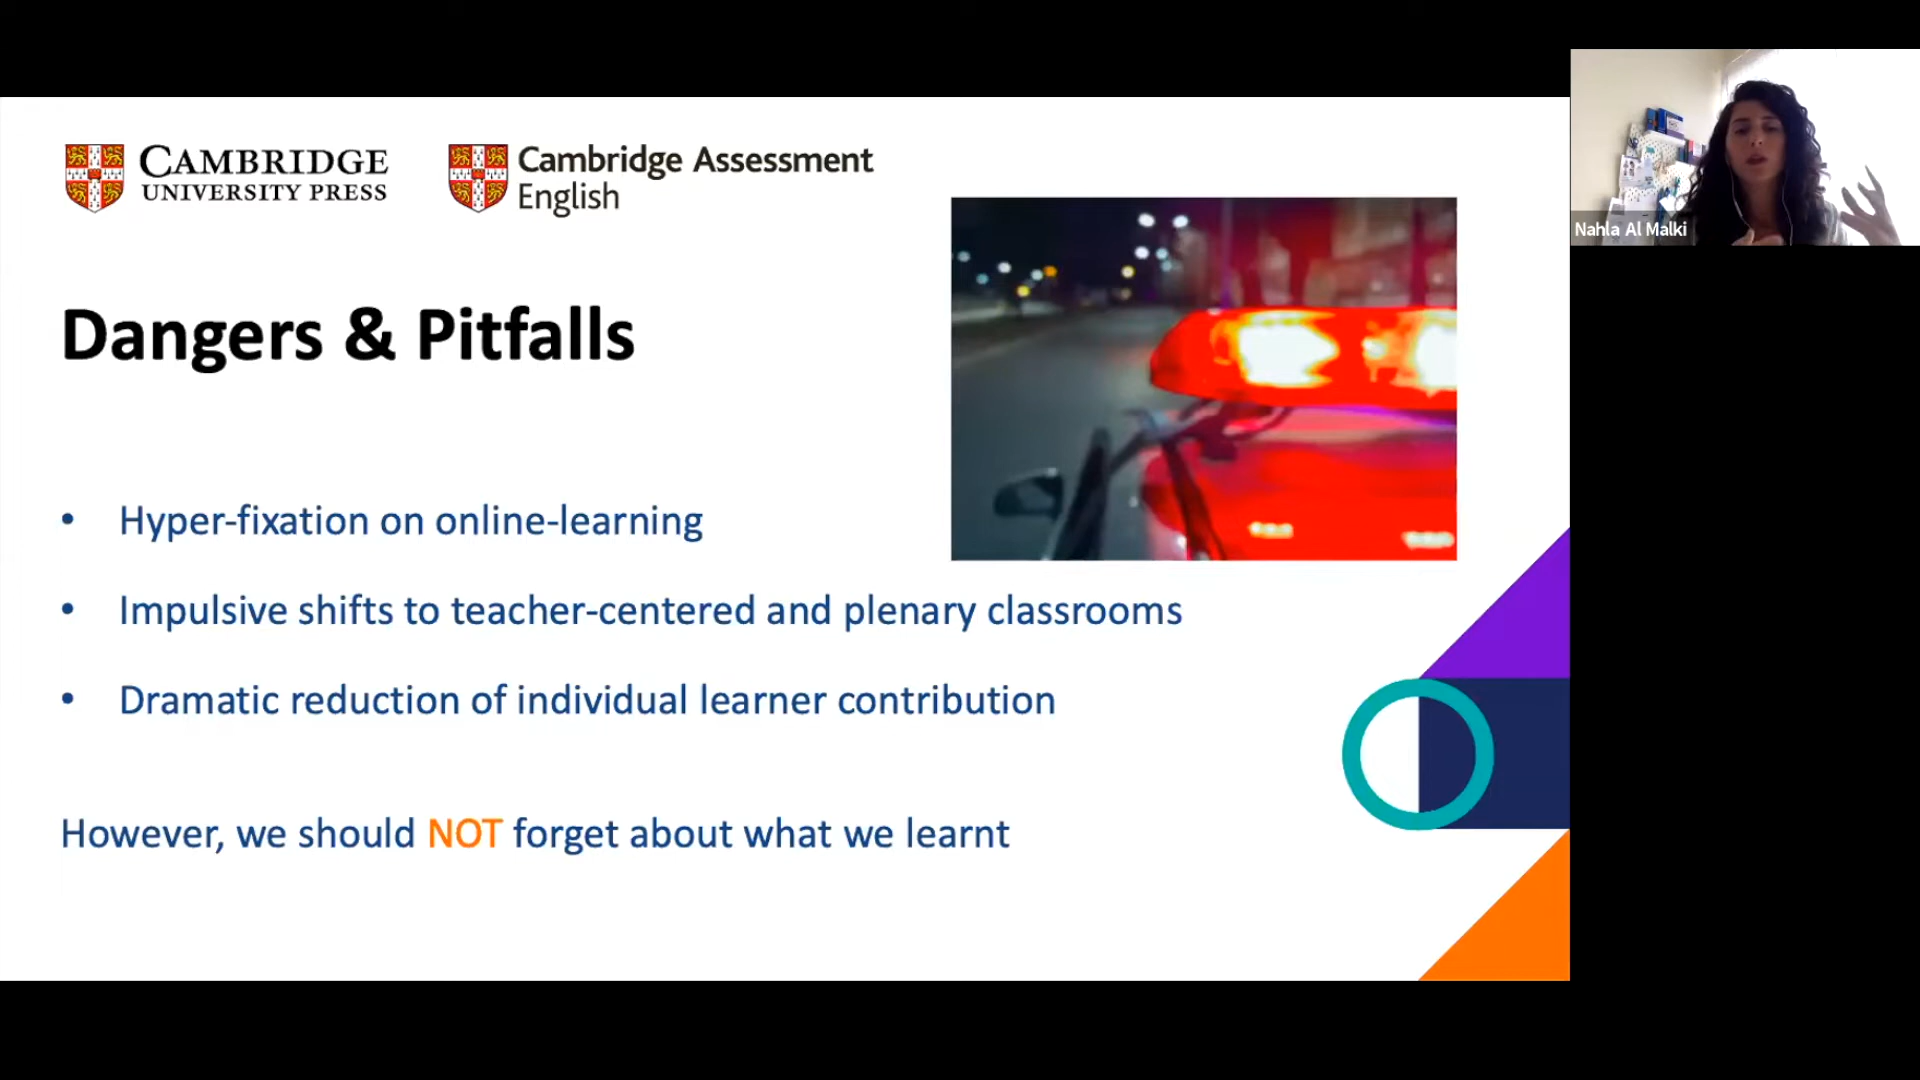 CAMBRIDGE
UNIVERSITY PRESS
Cambridge Assessment
English
Dangers & Pitfalls
• Hyper-fixation on online-learning
• Impulsive shifts to teacher-centered and plenary classrooms
• Dramatic reduction of individual learner contribution
However, we should NOT forget about what we learnt
Nahla Al Malki